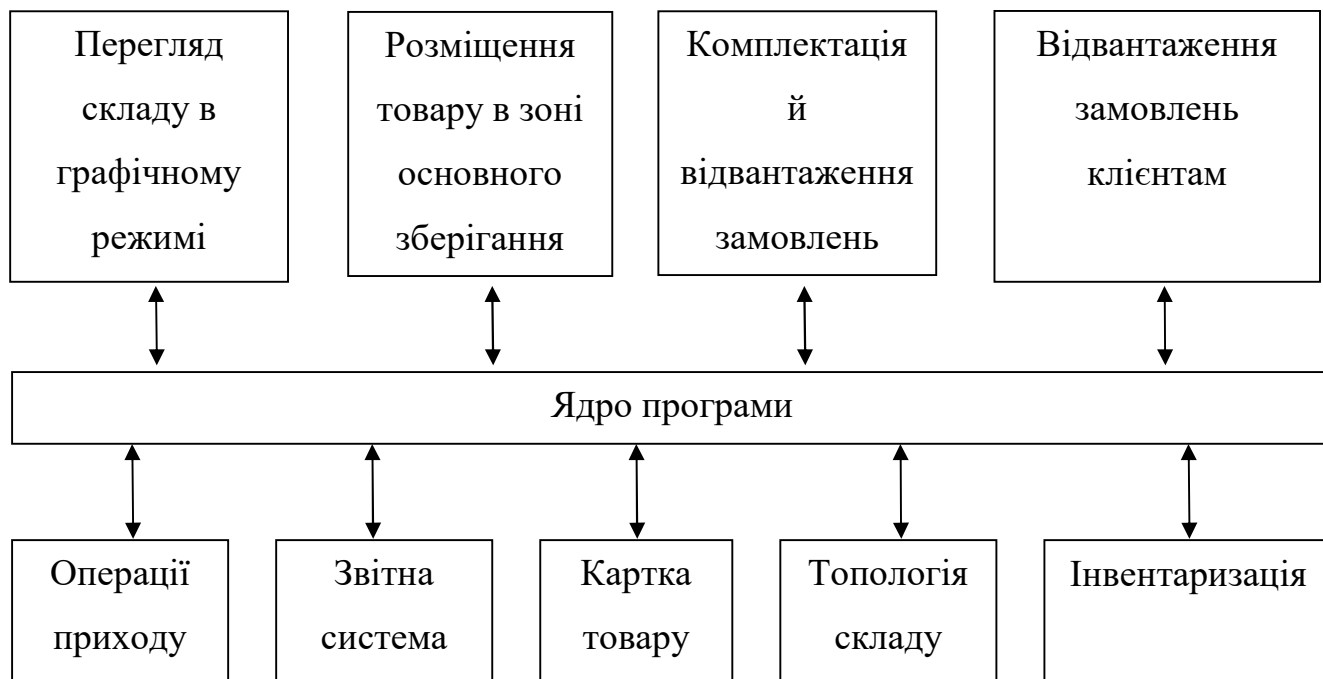 Перегляд
складу в
графічному
режимі
Розміщення
товару в зоні
основного
зберігання
Комплектація
й
відвантаження
замовлень
Відвантаження
замовлень
клієнтам
Ядро програми
Операції
приходу
Звітна
система
Картка
товару
Топологія
складу
Інвентаризація